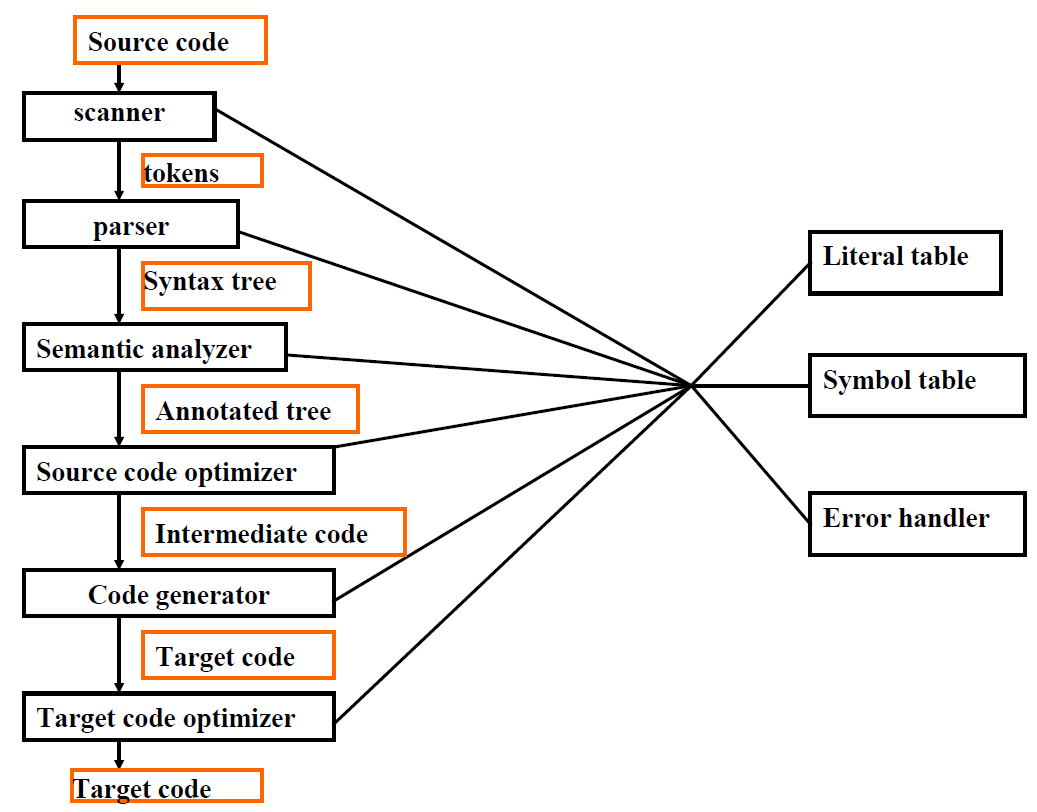 Source code
scanner
tokens
parser
Syntax tree
Semantic analyzer
Annotated tree
Source code optimizer
Intermediate code
Code generator
Target code
Target code optimizer
Target code
Literal table
Symbol table
Error handler